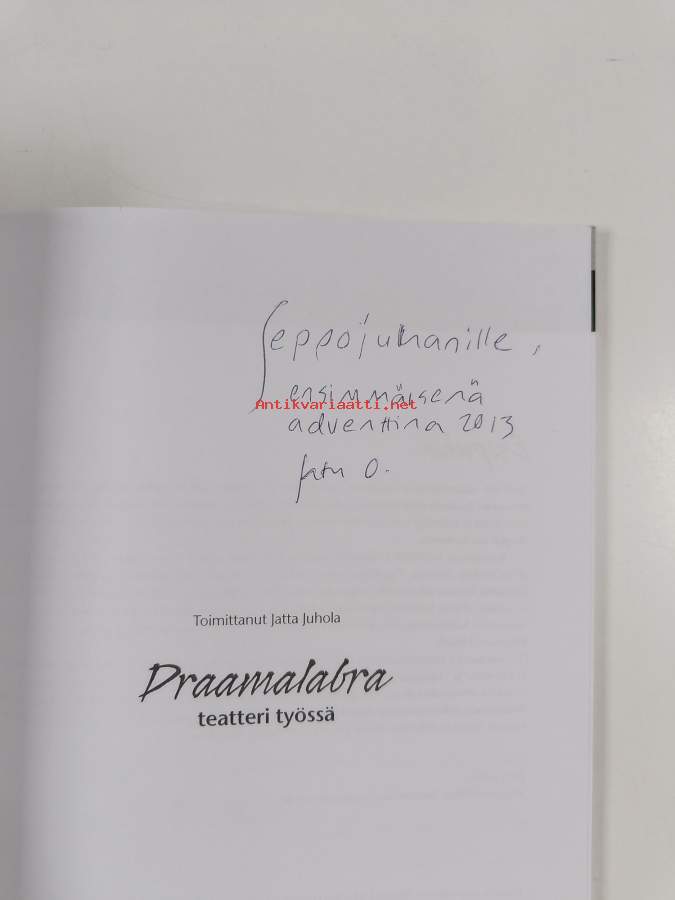 Seppojuhanille,
ensimmäisenä
Antikvariaatti.net
adventtina 2013
O.
Toimittanut Jatta Juhola
Draamalabra
teatteri työssä